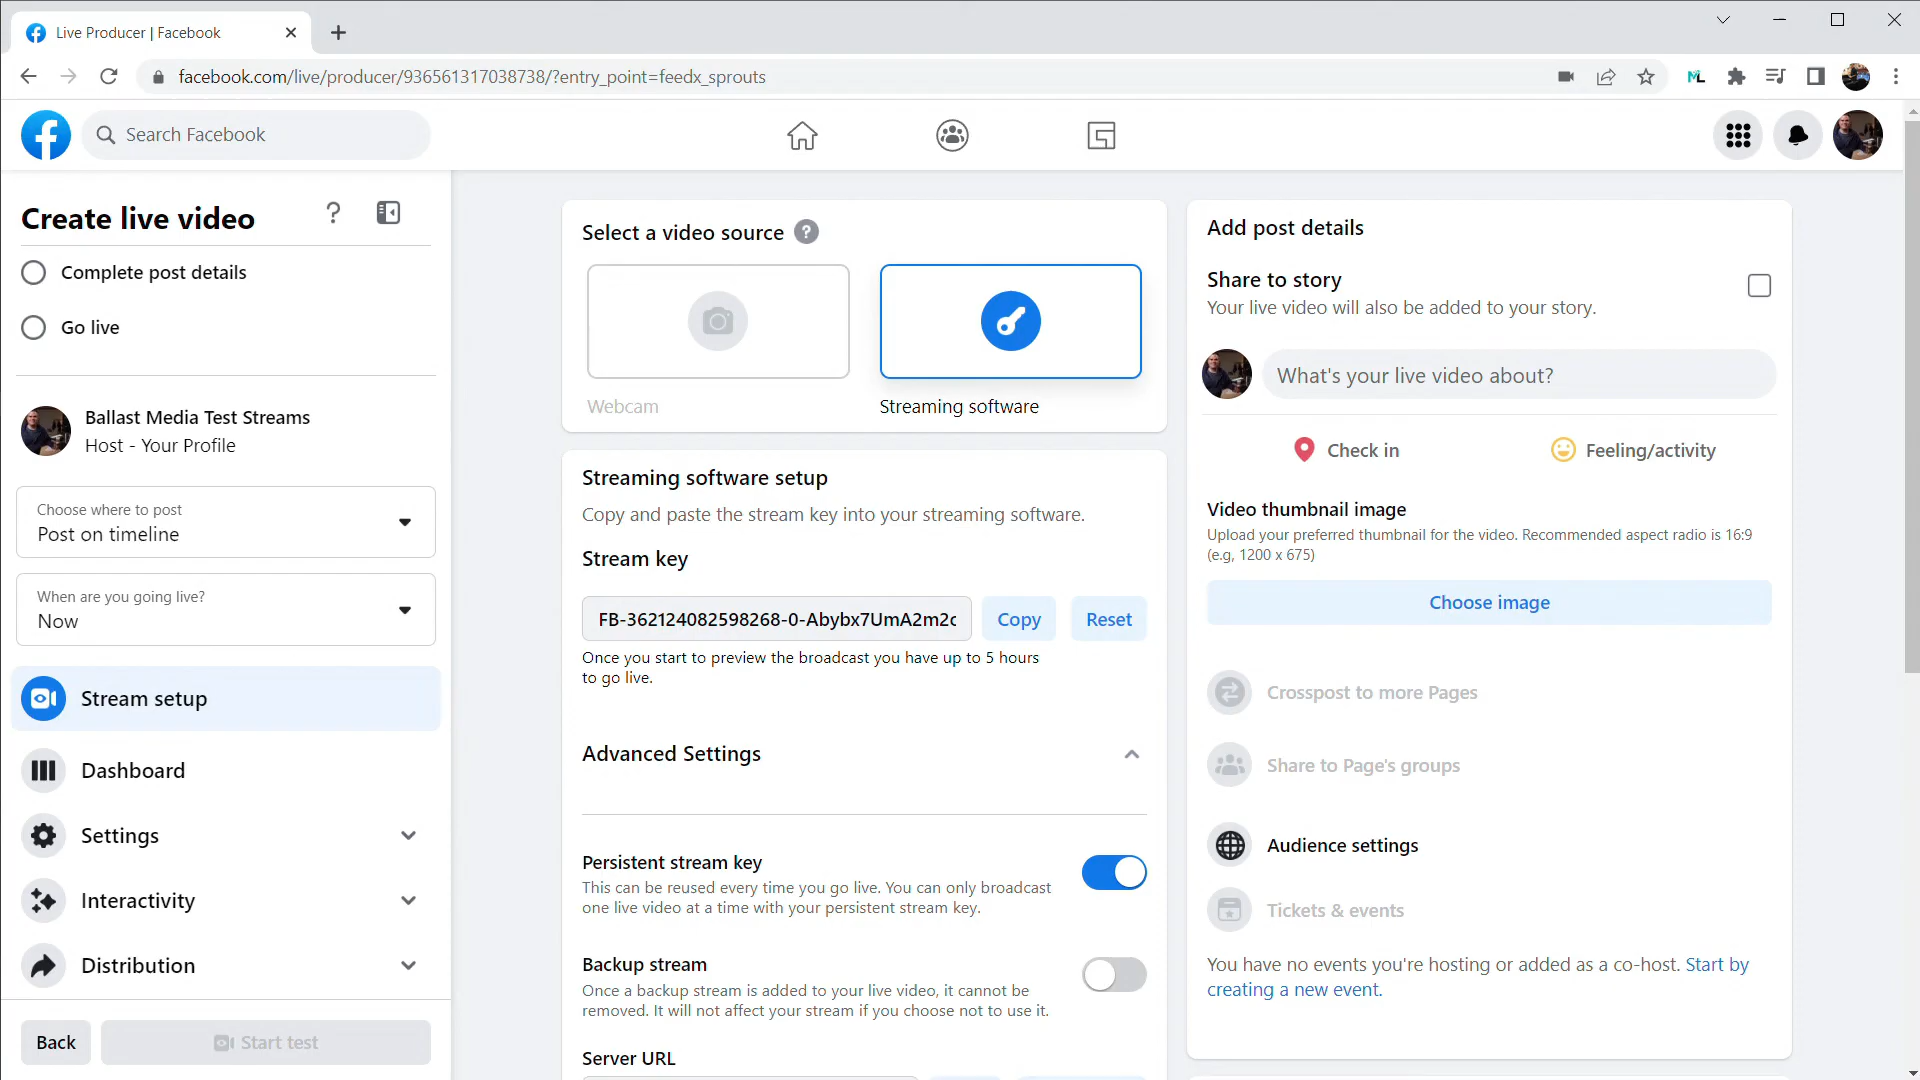 Live Producer | Facebook
facebook.com/live/producer/936561317038738/?entry_point=feedx_sprouts
Search Facebook
Create live video
Complete post details
Go live
Ballast Media Test Streams
Host - Your Profile
Choose where to post
Post on timeline
When are you going live?
Now
Stream setup
Dashboard
Settings
Interactivity
Distribution
Back
Start test
Select a video source
Webcam
Streaming software
Streaming software setup
Copy and paste the stream key into your streaming software.
Stream key
FB-362124082598268-0-Abybx7UmA2m2c
Copy
Reset
Once you start to preview the broadcast you have up to 5 hours
to go live.
Advanced Settings
Persistent stream key
This can be reused every time you go live. You can only broadcast
one live video at a time with your persistent stream key.
Backup stream
Once a backup stream is added to your live video, it cannot be
removed. It will not affect your stream if you choose not to use it.
Server URL
Add post details
Share to story
Your live video will also be added to your story.
What's your live video about?
Check in
Feeling/activity
Video thumbnail image
Upload your preferred thumbnail for the video. Recommended aspect radio is 16:9
(e.g, 1200 x 675)
Choose image
Crosspost to more Pages
Share to Page's groups
Audience settings
Tickets & events
You have no events you're hosting or added as a co-host. Start by
creating a new event.